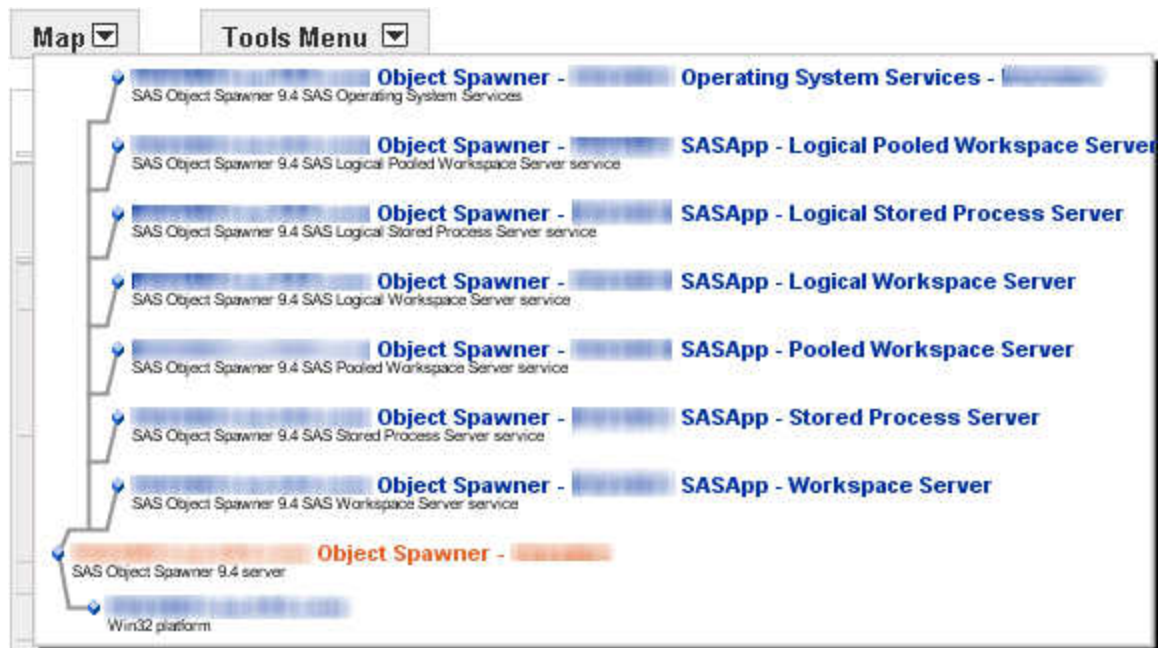 Map
Tools Menu
Object Spawner - Operating System Services -
SAS Object Spawner 9.4 SAS Operating System Services
Object Spawner - SASApp - Logical Pooled Workspace Server
SAS Object Spawner 9.4 SAS Logical Pooled Workspace Server service
Object Spawner - SASApp - Logical Stored Process Server
SAS Object Spawner 9.4 SAS Logical Stored Process Server service
Object Spawner - SASApp - Logical Workspace Server
SAS Object Spawner 9.4 SAS Logical Workspace Server service
Object Spawner - SASApp - Pooled Workspace Server
SAS Object Spawner 9.4 SAS Pooled Workspace Server service
Object Spawner - SASApp - Stored Process Server
SAS Object Spawner 9.4 SAS Stored Process Server service
Object Spawner - SASApp - Workspace Server
SAS Object Spawner 9.4 SAS Workspace Server service
Object Spawner -
SAS Object Spawner 9.4 server
Win32 platform